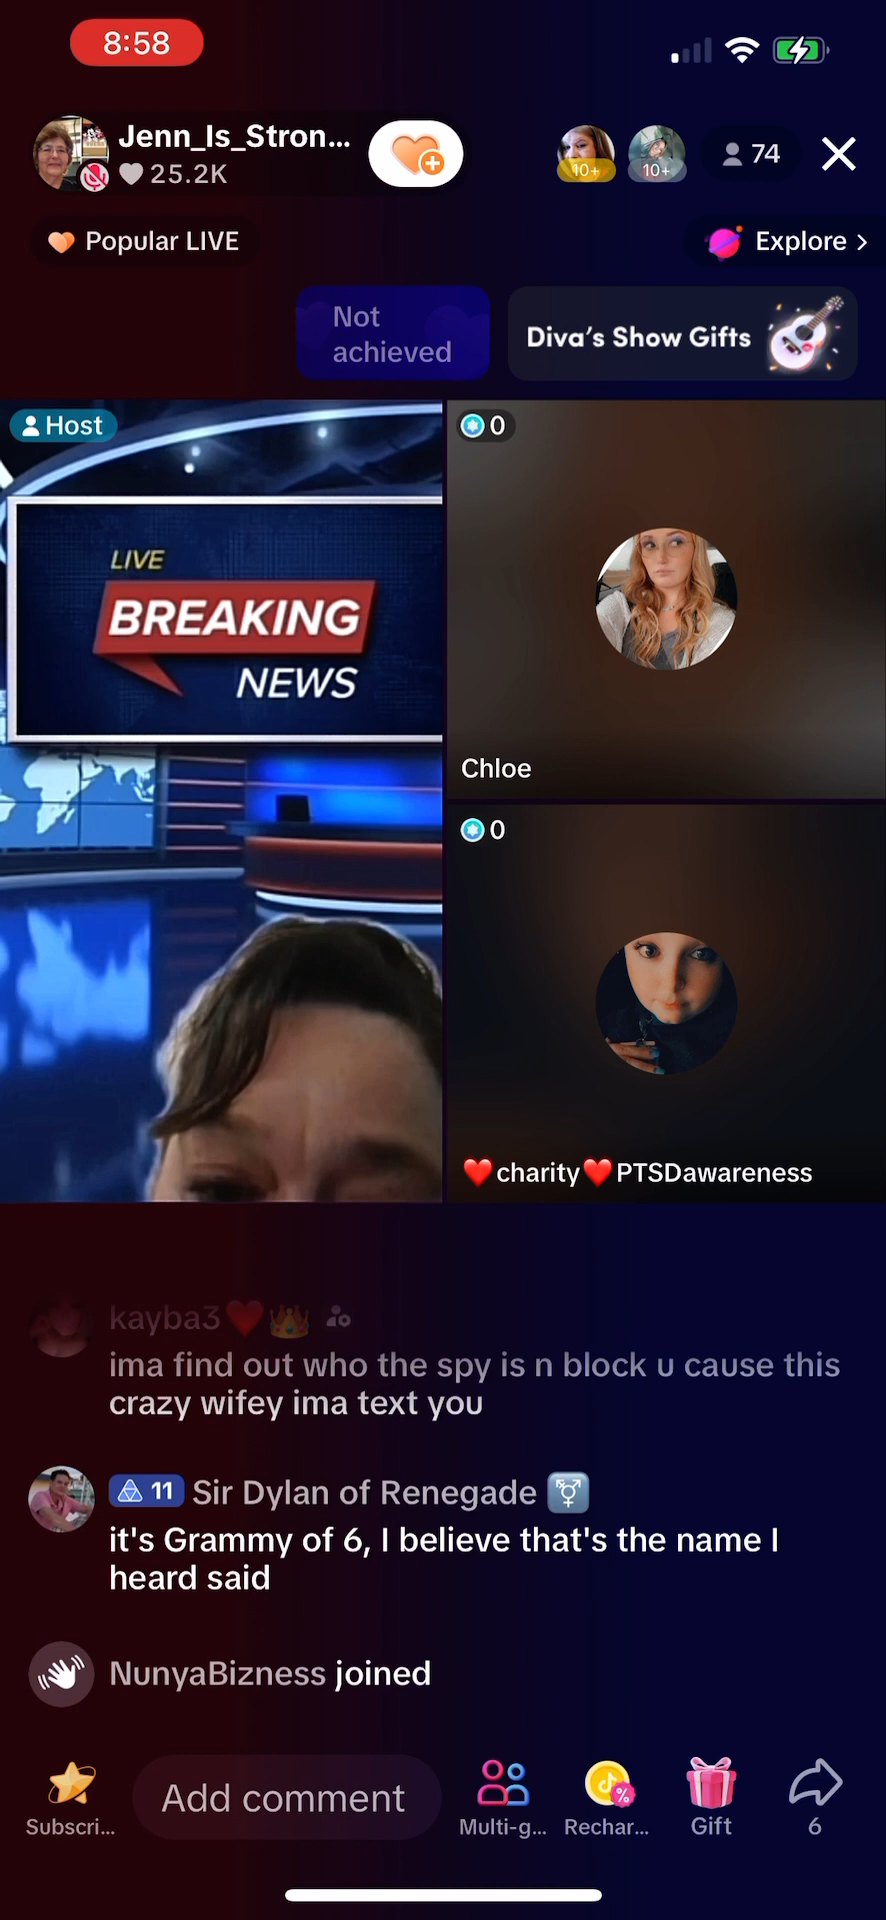 8:58
Jenn_Is_Stron...
25.2K
10+
10+
74
Popular LIVE
Explore >
Not
achieved
Diva's Show Gifts
Host
LIVE
BREAKING
NEWS
0
Chloe
0
❤️charity❤️PTSDawareness
kayba3❤️👑
ima find out who the spy is n block u cause this
crazy wifey ima text you
11 Sir Dylan of Renegade ⚧
it's Grammy of 6, I believe that's the name I
heard said
NunyaBizness joined
Add comment
Subscri...
Multi-g...
Rechar...
Gift
6